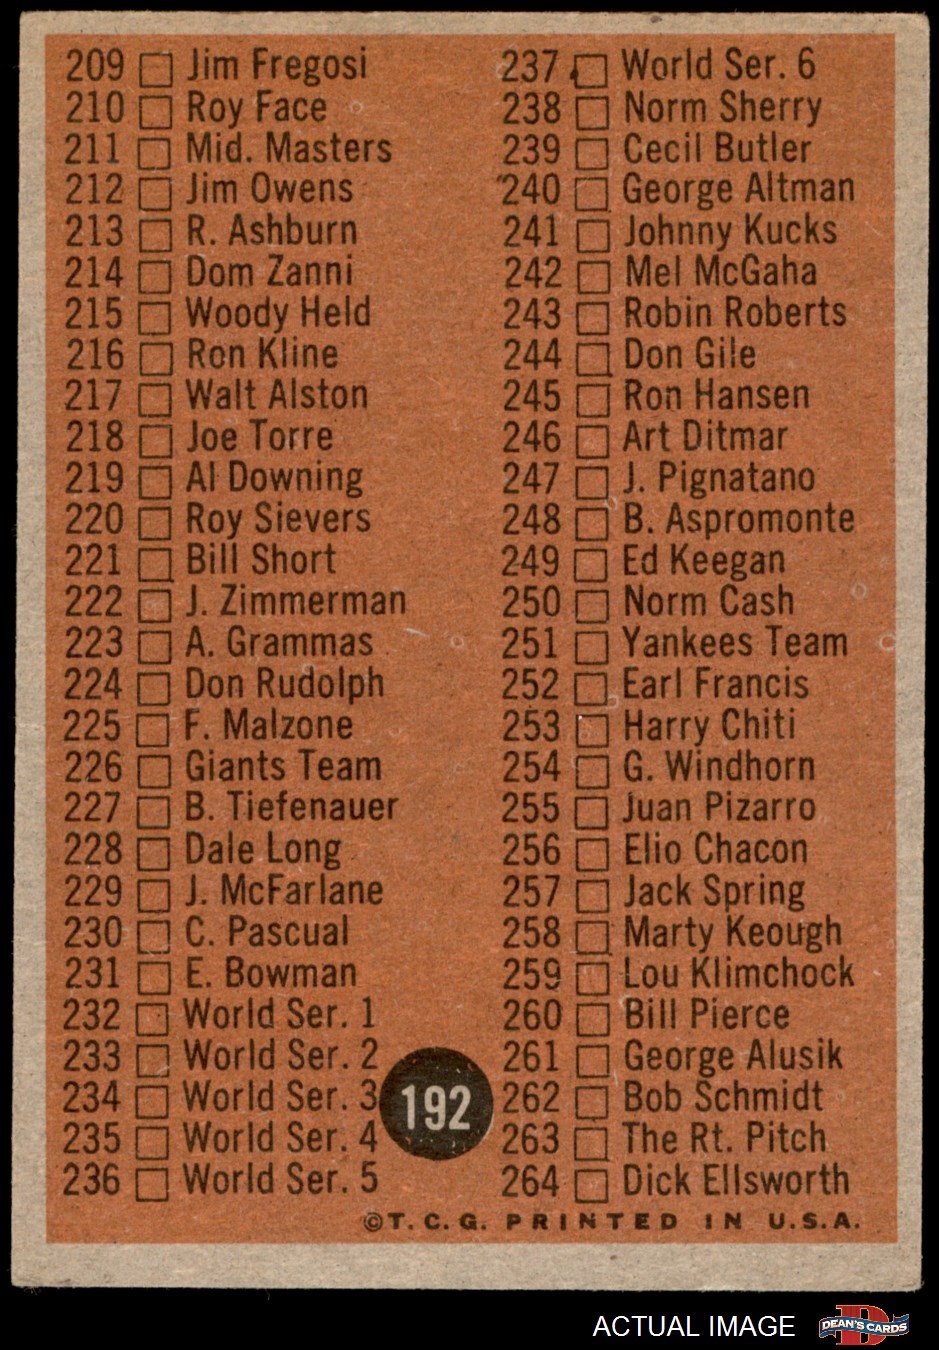 209 Jim Fregosi
210 Roy Face
211 Mid. Masters
212 Jim Owens
213 R. Ashburn
214 Dom Zanni
215 Woody Held
216 Ron Kline
217 Walt Alston
218 Joe Torre
219 Al Downing
220 Roy Sievers
221 Bill Short
222 J. Zimmerman
223 A. Grammas
224 Don Rudolph
225 F. Malzone
226 Giants Team
227 B. Tiefenauer
228 Dale Long
229 J. McFarlane
230 C. Pascual
231 E. Bowman
232 World Ser. 1
233 World Ser. 2
234 World Ser. 3
235 World Ser. 4
236 World Ser. 5
192
237 World Ser. 6
238 Norm Sherry
239 Cecil Butler
240 George Altman
241 Johnny Kucks
242 Mel McGaha
243 Robin Roberts
244 Don Gile
245 Ron Hansen
246 Art Ditmar
247 J. Pignatano
248 B. Aspromonte
249 Ed Keegan
250 Norm Cash
251 Yankees Team
252 Earl Francis
253 Harry Chiti
254 G. Windhorn
255 Juan Pizarro
256 Elio Chacon
257 Jack Spring
258 Marty Keough
259 Lou Klimchock
260 Bill Pierce
261 George Alusik
262 Bob Schmidt
263 The Rt. Pitch
264 Dick Ellsworth
©T.C.G. PRINTED IN U.S.A.
ACTUAL IMAGE
D
DEAN'S CARDS